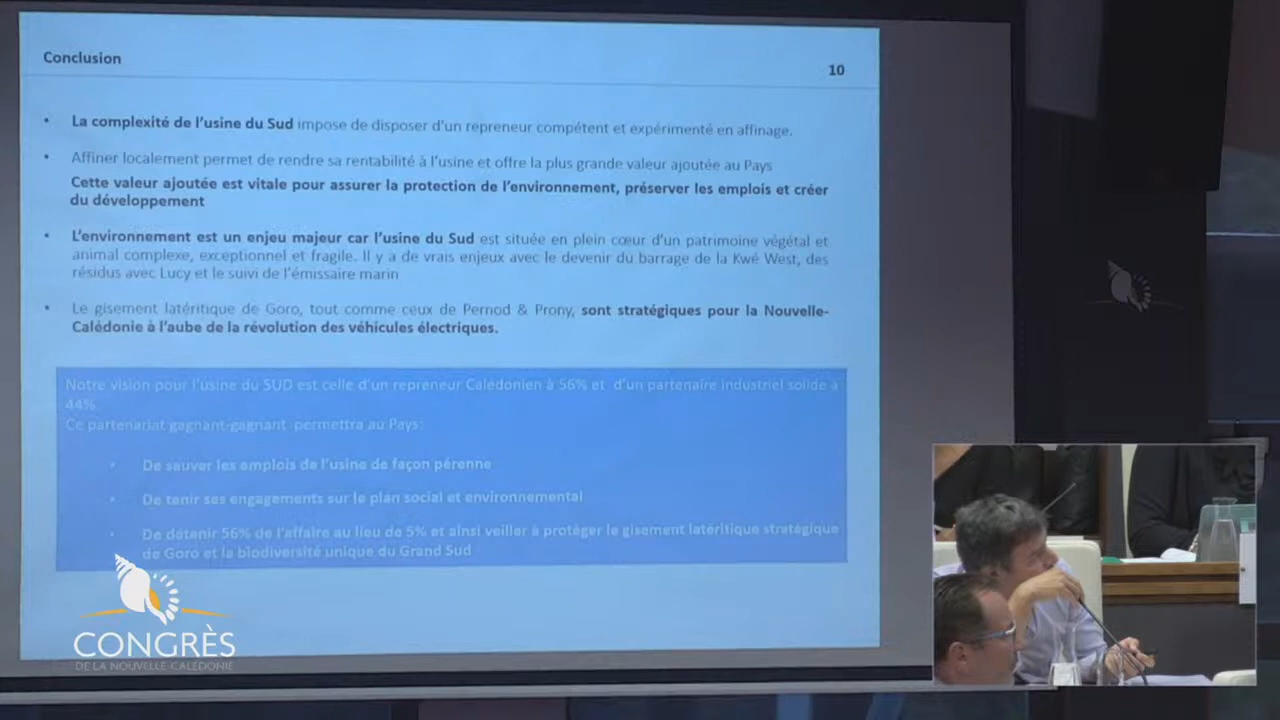 Conclusion
10
• La complexité de l'usine du Sud impose de disposer d'un repreneur compétent et expérimenté en affinage.
• Affiner localement permet de rendre sa rentabilité à l'usine et offre la plus grande valeur ajoutée au Pays
Cette valeur ajoutée est vitale pour assurer la protection de l'environnement, préserver les emplois et créer
du développement
• L'environnement est un enjeu majeur car l'usine du Sud est située en plein cœur d'un patrimoine végétal et
animal complexe, exceptionnel et fragile. Il y a de vrais enjeux avec le devenir du barrage de la Kwé West, des
résidus avec Lucy et le suivi de l'émissaire marin
• Le gisement latéritique de Goro, tout comme ceux de Pernod & Prony, sont stratégiques pour la Nouvelle-
Calédonie à l'aube de la révolution des véhicules électriques.
Notre vision pour l'usine du SUD est celle d'un repreneur Calédonien à 56% et d'un partenaire industriel solide à
44%.
Ce partenariat gagnant-gagnant permettra au Pays:
• De sauver les emplois de l'usine de façon pérenne
• De tenir ses engagements sur le plan social et environnemental
• De détenir 56% de l'affaire au lieu de 5% et ainsi veiller à protéger le gisement latéritique stratégique
de Goro et la biodiversité unique du Grand Sud
CONGRÈS
DE LA NOUVELLE-CALÉDONIE